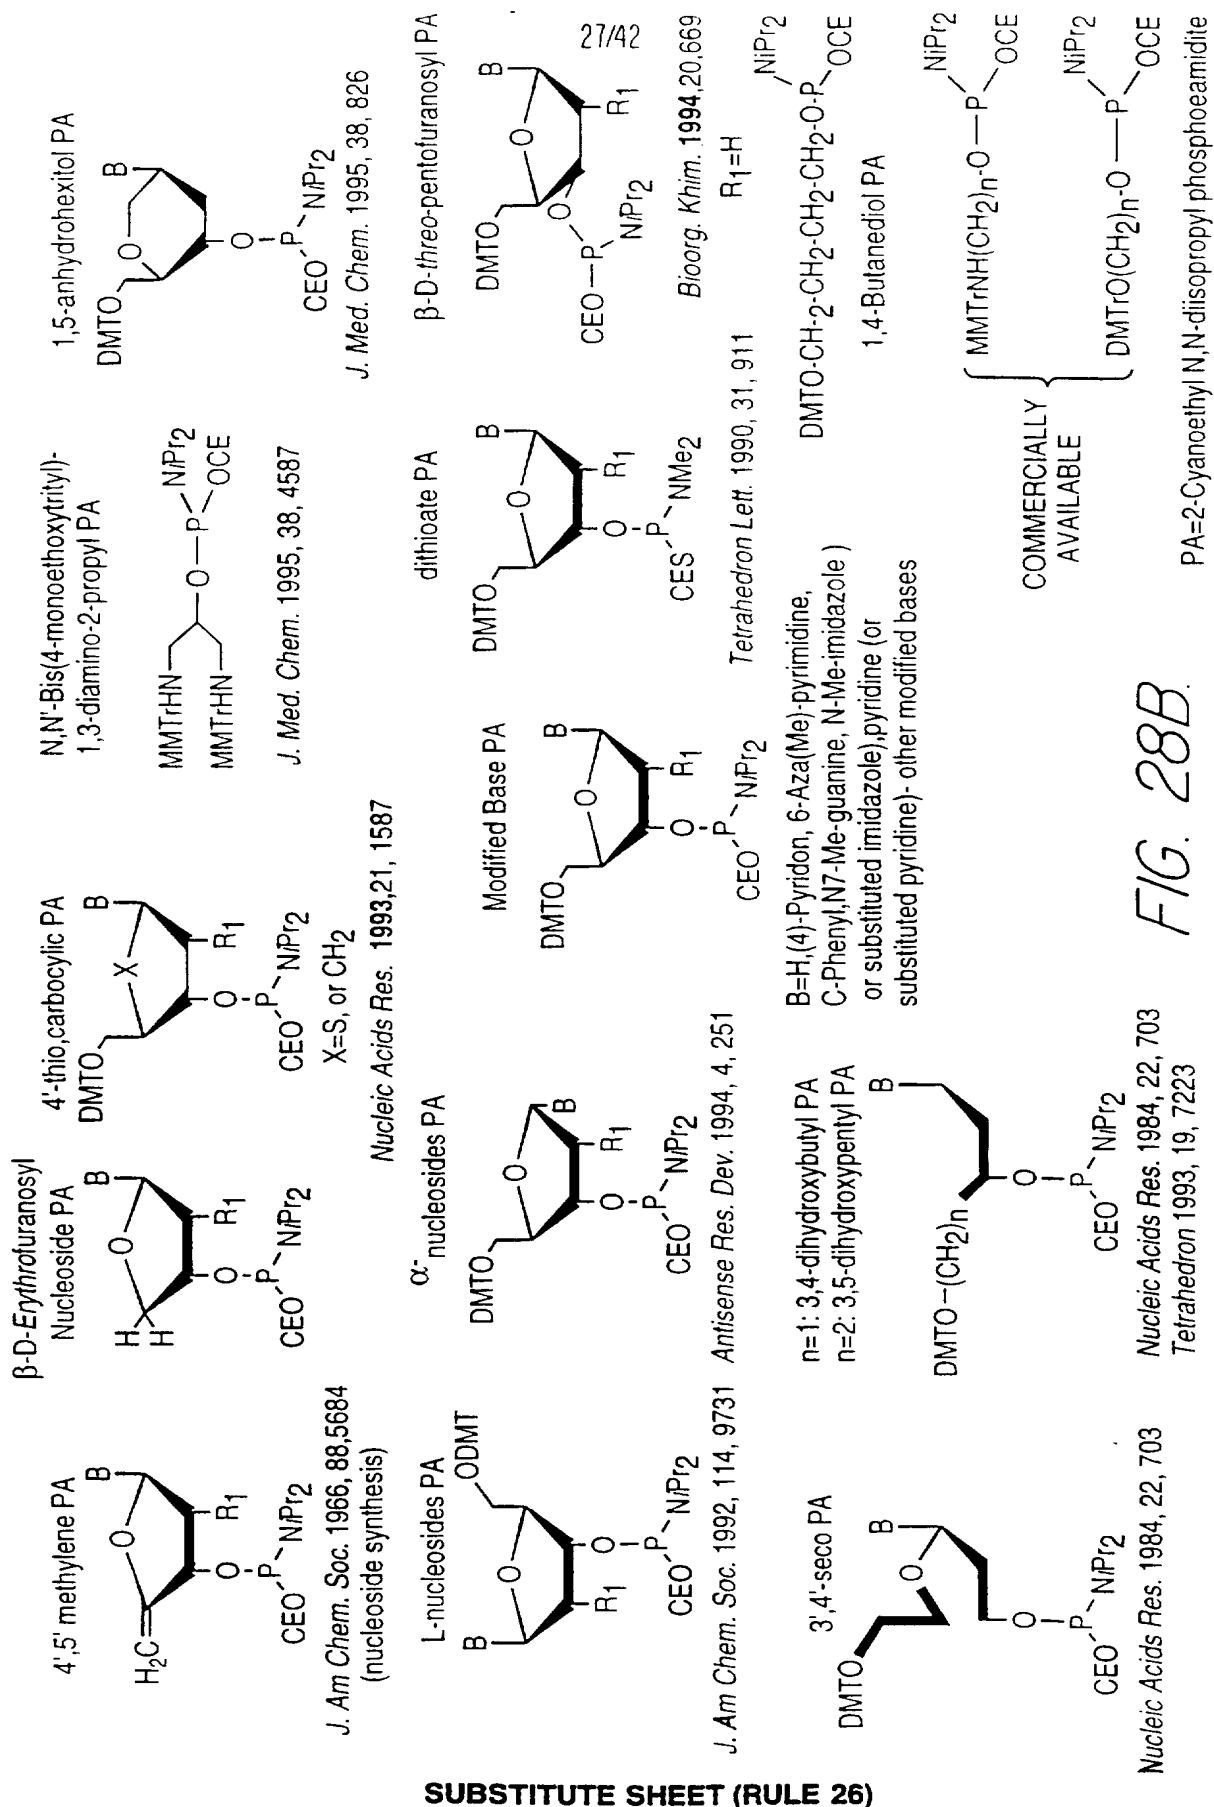 27/42
4',5' methylene PA
H2C
O
B
R1
O
P
CEO
NiPr2
J. Am Chem. Soc. 1966, 88,5684
(nucleoside synthesis)
β-D-Erythrofuranosyl
Nucleoside PA
H
H
O
B
R1
O
P
CEO
NiPr2
4'-thio,carbocylic PA
DMTO
X
B
R1
O
P
CEO
NiPr2
X=S, or CH2
Nucleic Acids Res. 1993,21, 1587
N,N'-Bis(4-monoethoxytrityl)-
1,3-diamino-2-propyl PA
MMTrHN
MMTrHN
O
P
NiPr2
OCE
J. Med. Chem. 1995, 38, 4587
1,5-anhydrohexitol PA
DMTO
O
B
O
P
CEO
NiPr2
J. Med. Chem. 1995, 38, 826
L-nucleosides PA
B
O
ODMT
R1
O
P
CEO
NiPr2
J. Am Chem. Soc. 1992, 114, 9731
α-
nucleosides PA
DMTO
O
B
R1
O
P
CEO
NiPr2
Antisense Res. Dev. 1994, 4, 251
Modified Base PA
DMTO
O
B
R1
O
P
CEO
NiPr2
B=H,(4)-Pyridon, 6-Aza(Me)-pyrimidine,
C-Phenyl,N7-Me-guanine, N-Me-imidazole )
or substituted imidazole),pyridine (or
substituted pyridine)- other modified bases
dithioate PA
DMTO
O
B
R1
O
P
CES
NMe2
Tetrahedron Lett. 1990, 31, 911
β-D-threo-pentofuranosyl PA
DMTO
O
B
R1
O
CEO
P
NiPr2
Bioorg. Khim. 1994,20,669
R1=H
3',4'-seco PA
DMTO
O
B
O
P
CEO
NiPr2
Nucleic Acids Res. 1984, 22, 703
n=1: 3,4-dihydroxybutyl PA
n=2: 3,5-dihydroxypentyl PA
DMTO-(CH2)n
B
O
P
CEO
NiPr2
Nucleic Acids Res. 1984, 22, 703
Tetrahedron 1993, 19, 7223
DMTO-CH-2-CH2-CH2-CH2-O-P
NiPr2
OCE
1,4-Butanediol PA
COMMERCIALLY
AVAILABLE
MMTrNH(CH2)n-O-P
NiPr2
OCE
DMTrO(CH2)n-O-P
NiPr2
OCE
PA=2-Cyanoethyl N,N-diisopropyl phosphoeamidite
FIG. 28B.
SUBSTITUTE SHEET (RULE 26)